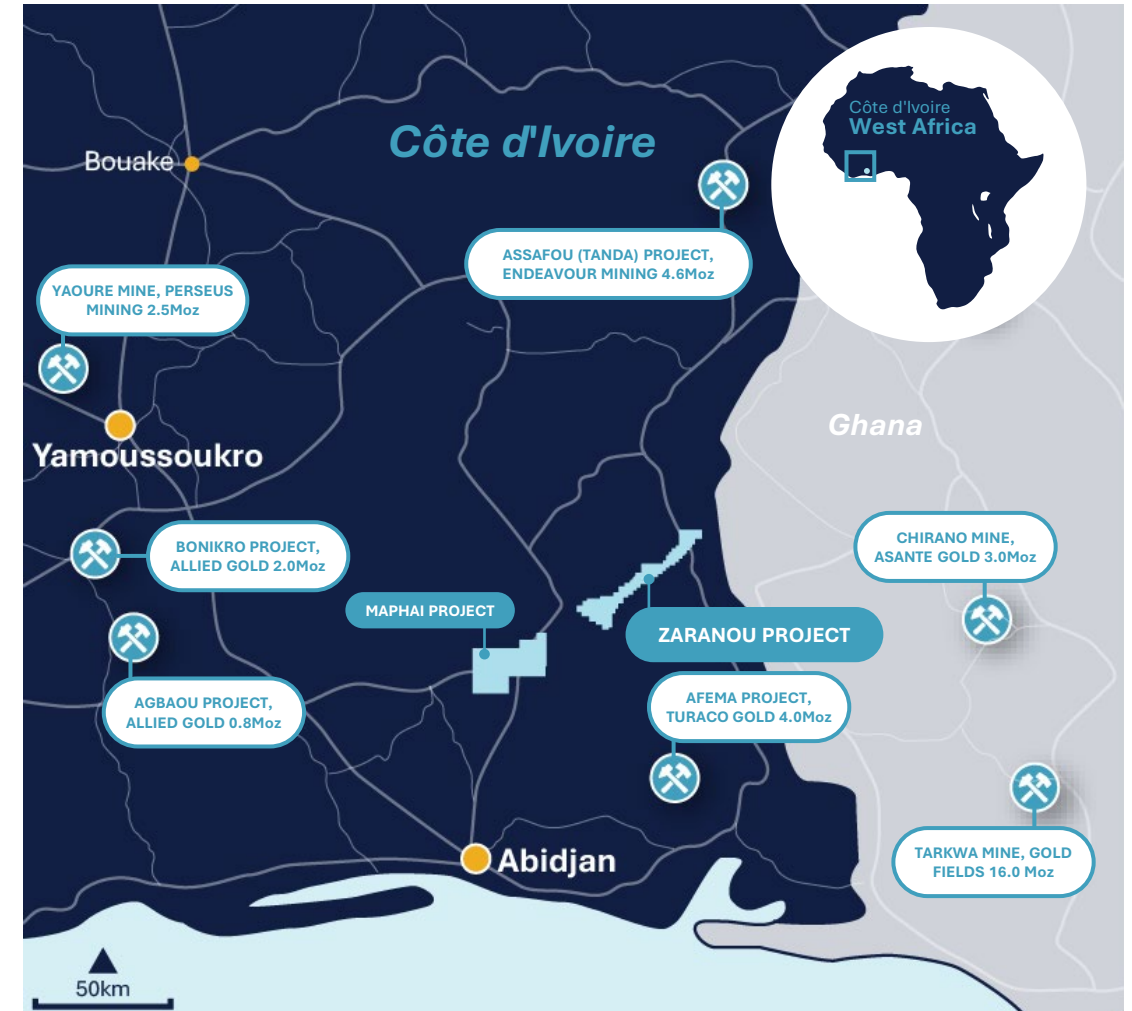 Côte d'Ivoire
West Africa
Côte d'Ivoire
Bouake
ASSAFOU (TANDA) PROJECT,
ENDEAVOUR MINING 4.6Moz
YAOURE MINE, PERSEUS
MINING 2.5Moz
Ghana
Yamoussoukro
BONIKRO PROJECT,
ALLIED GOLD 2.0Moz
CHIRANO MINE,
ASANTE GOLD 3.0Moz
MAPHAI PROJECT
ZARANOU PROJECT
AGBAOU PROJECT,
ALLIED GOLD 0.8Moz
AFEMA PROJECT,
TURACO GOLD 4.0Moz
Abidjan
TARKWA MINE, GOLD
FIELDS 16.0 Moz
50km